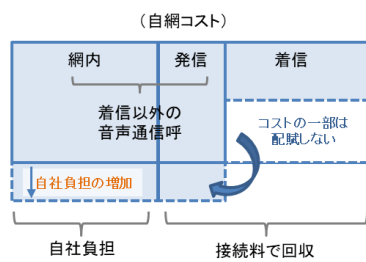 （自網コスト）
網内
発信
着信
着信以外の
音声通信呼
コストの一部は
配賦しない
自社負担の増加
自社負担
接続料で回収